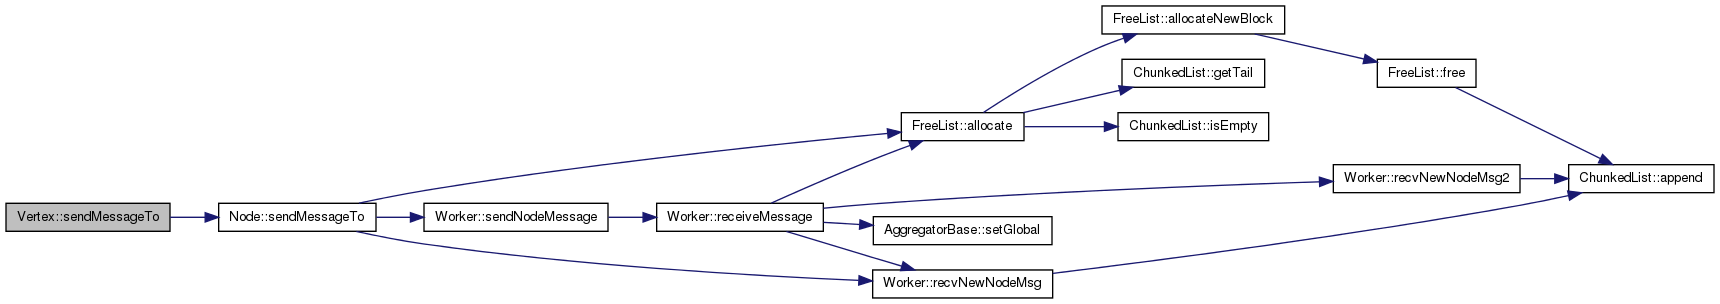 FreeList::allocateNewBlock
ChunkedList::getTail
FreeList::free
FreeList::allocate
ChunkedList::isEmpty
Worker::recvNewNodeMsg2
ChunkedList::append
Vertex::sendMessageTo
Node::sendMessageTo
Worker::sendNodeMessage
Worker::receiveMessage
AggregatorBase::setGlobal
Worker::recvNewNodeMsg